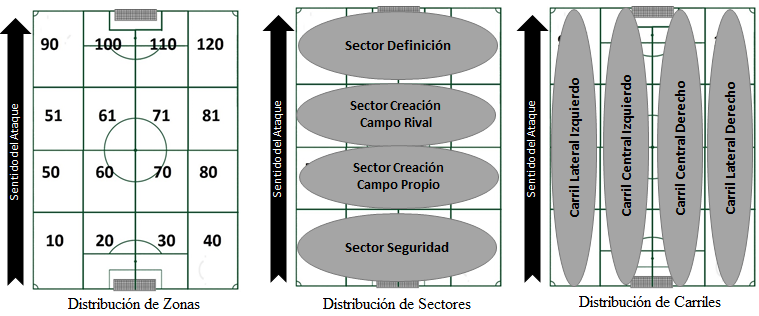 Sentido del Ataque
90 100 110 120
51 61 71 81
50 60 70 80
10 20 30 40
Distribución de Zonas
Sentido del Ataque
Sector Definición
Sector Creación
Campo Rival
Sector Creación
Campo Propio
Sector Seguridad
Distribución de Sectores
Sentido del Ataque
Carril Lateral Izquierdo
Carril Central Izquierdo
Carril Central Derecho
Carril Lateral Derecho
Distribución de Carriles